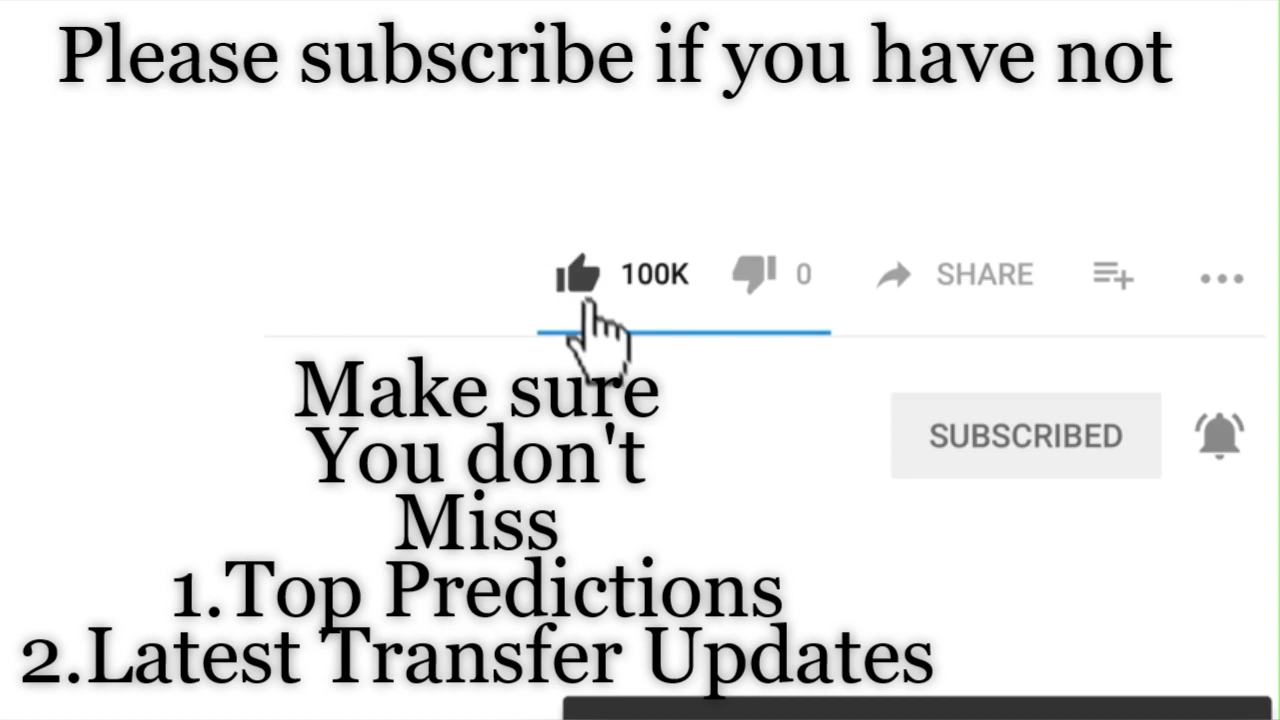 Please subscribe if you have not
100K 0 SHARE
Make sure
You don't
SUBSCRIBED
Miss
1.Top Predictions
2.Latest Transfer Updates